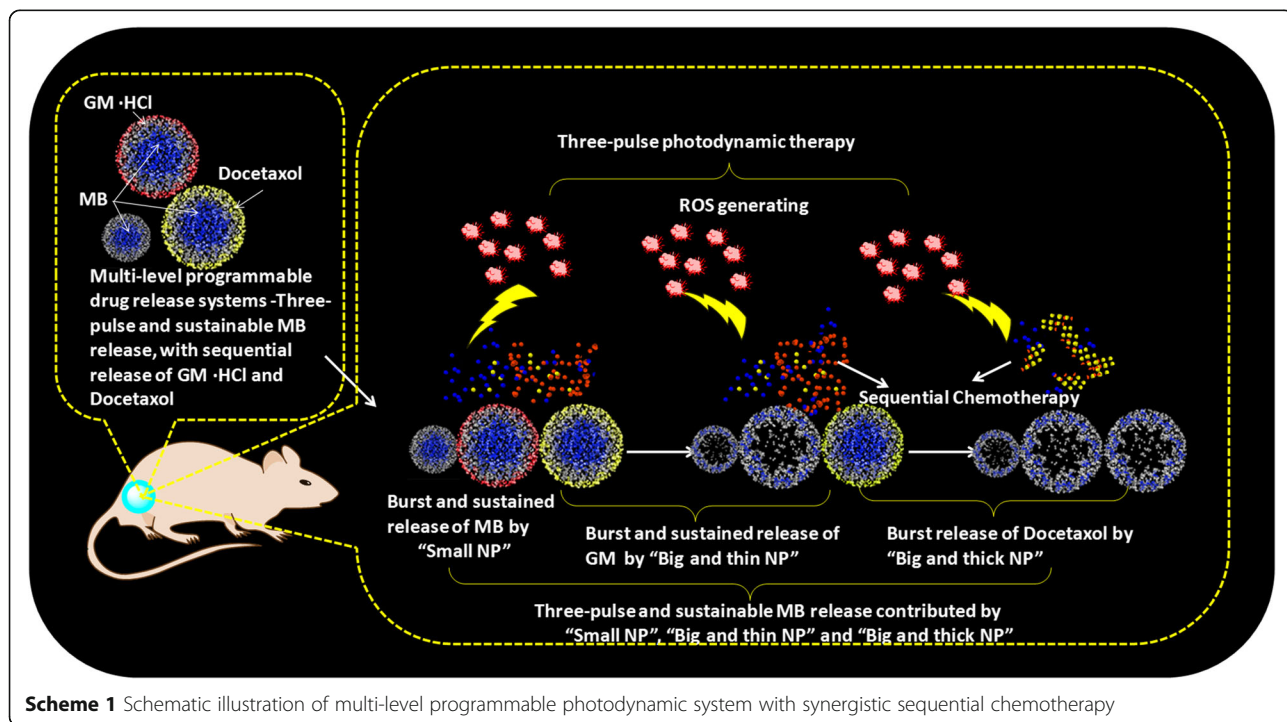 GM ·HCl
Docetaxol
MB
Multi-level programmable
drug release systems -Three-
pulse and sustainable MB
release, with sequential
release of GM ·HCl and
Docetaxol
Three-pulse photodynamic therapy
ROS generating
Sequential Chemotherapy
Burst and sustained
release of MB by
“Small NP”
Burst and sustained release of
GM by “Big and thin NP”
Burst release of Docetaxol by
“Big and thick NP”
Three-pulse and sustainable MB release contributed by
“Small NP”, “Big and thin NP” and “Big and thick NP”
Scheme 1 Schematic illustration of multi-level programmable photodynamic system with synergistic sequential chemotherapy